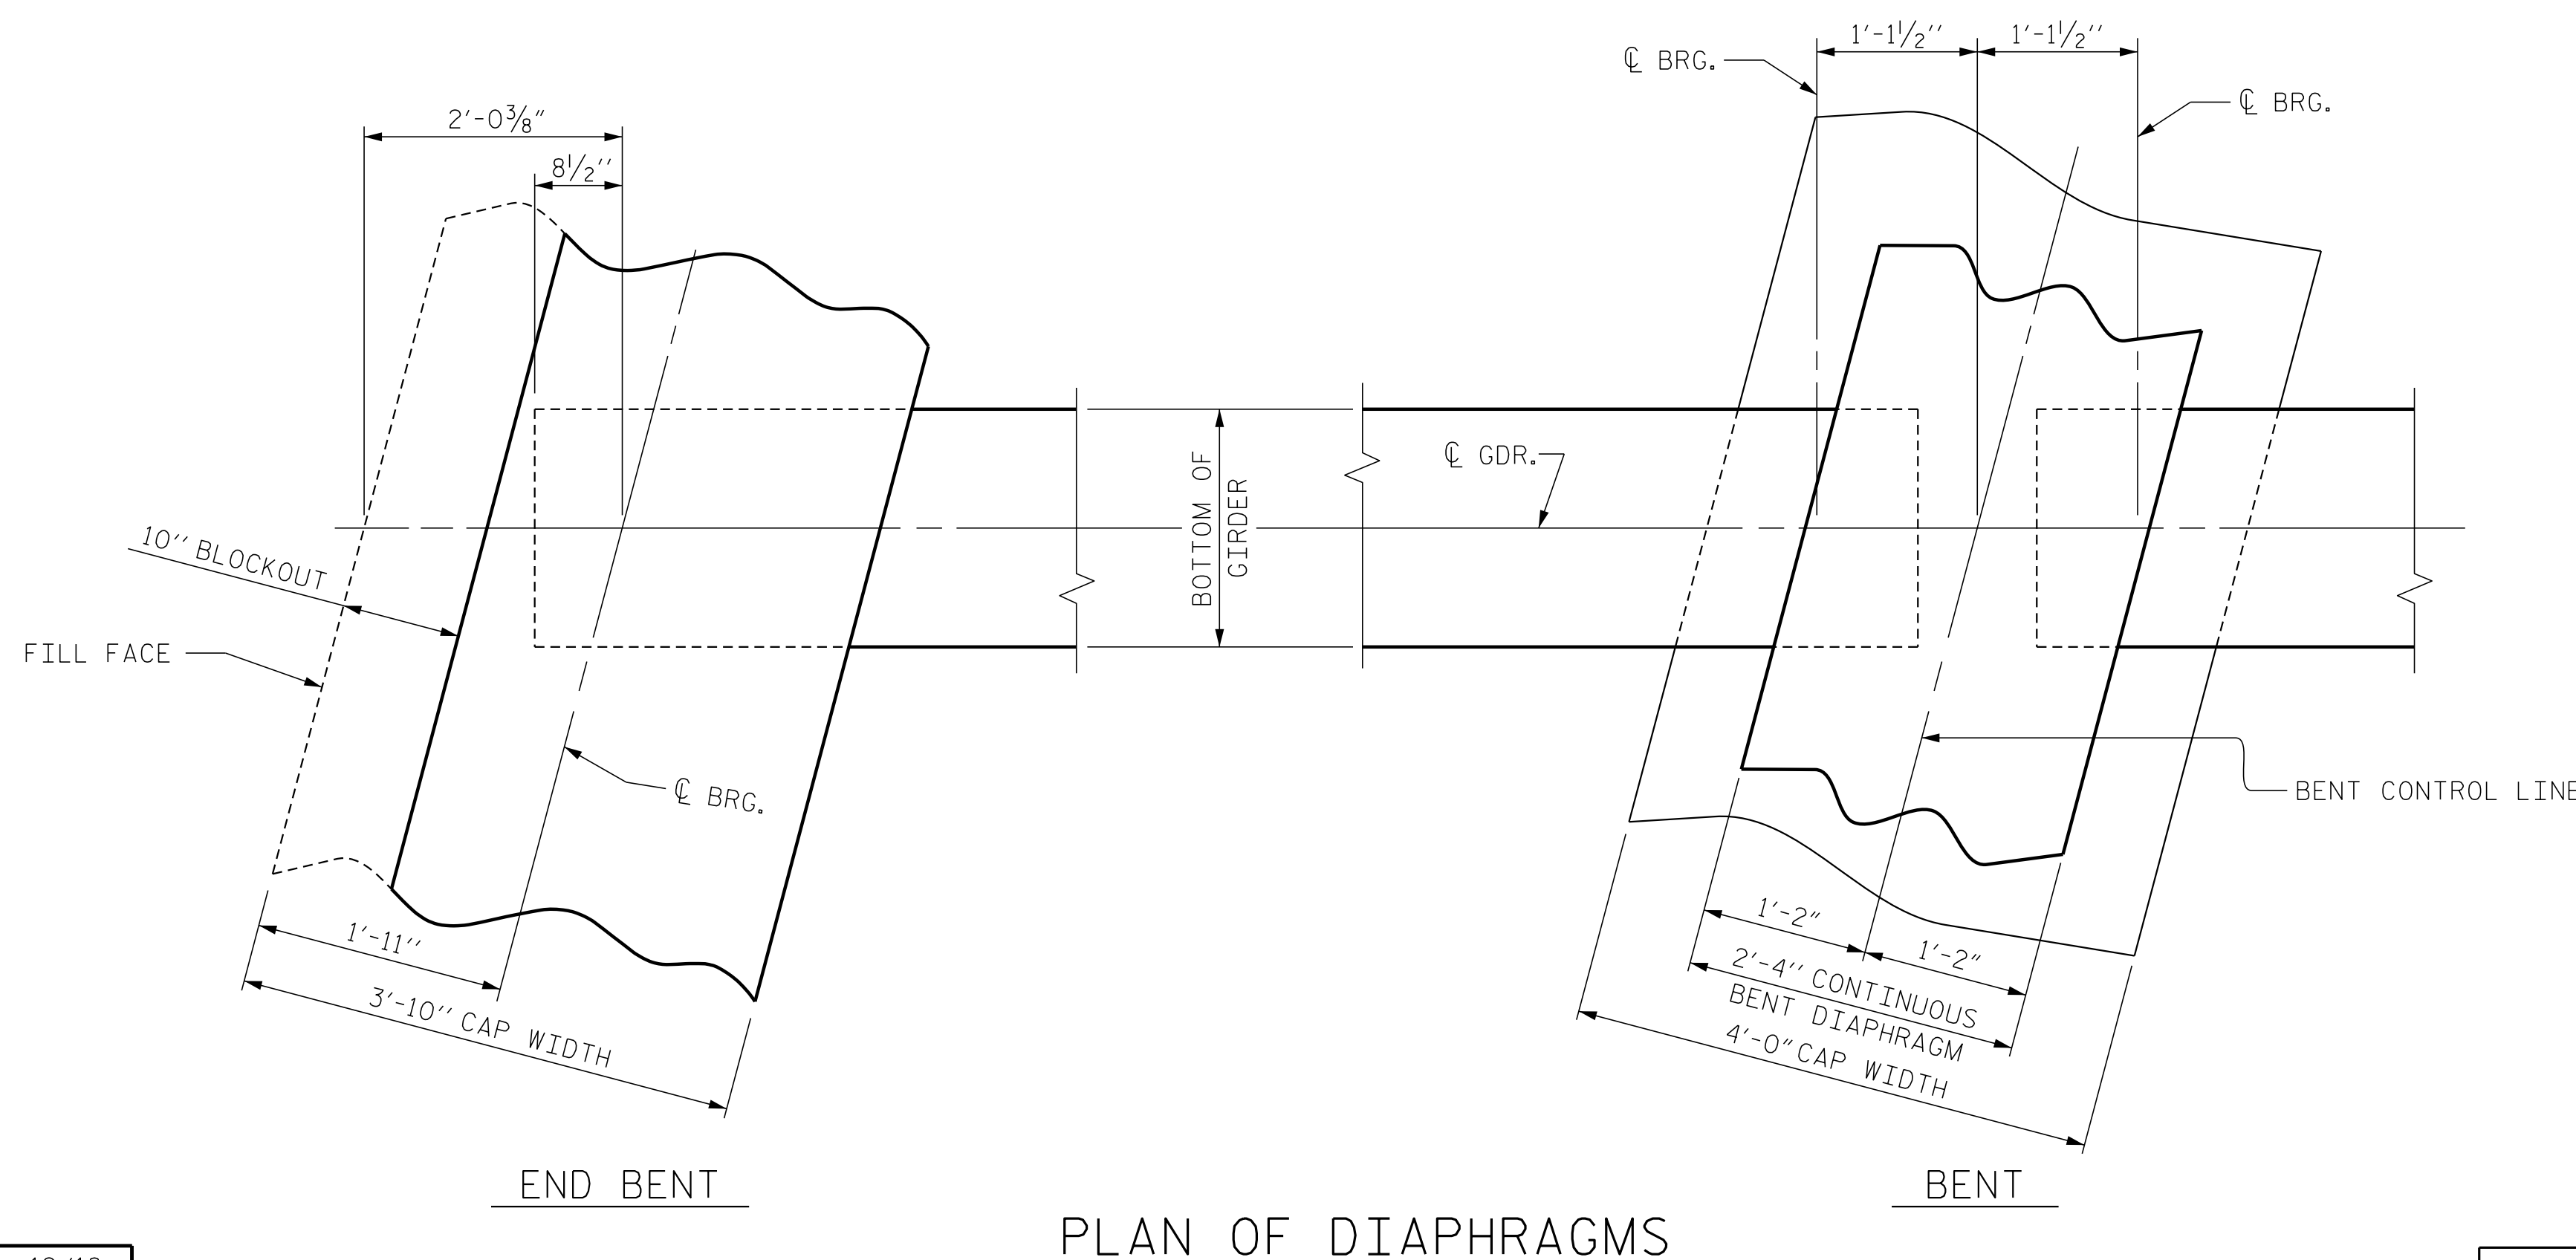 1'-1½" 1'-1½"
℄ BRG.
℄ BRG.
2'-0⅜"
8½"
℄ GDR.
BOTTOM OF
GIRDER
10" BLOCKOUT
FILL FACE
℄ BRG.
BENT CONTROL LINE
1'-11"
3'-10" CAP WIDTH
1'-2"
1'-2"
2'-4" CONTINUOUS
BENT DIAPHRAGM
4'-0" CAP WIDTH
END BENT
BENT
PLAN OF DIAPHRAGMS